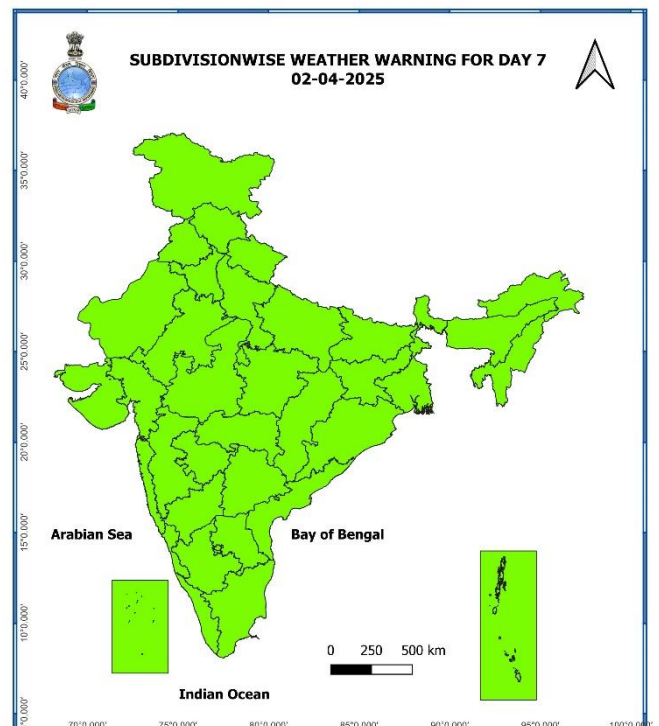 SUBDIVISIONWISE WEATHER WARNING FOR DAY 7
02-04-2025
40°0.000'
35°0.000'
30°0.000'
25°0.000'
20°0.000'
15°0.000'
10°0.000'
Arabian Sea
Bay of Bengal
0 250 500 km
Indian Ocean
70°0.000' 75°0.000' 80°0.000' 85°0.000' 90°0.000' 95°0.000' 100°0.000'